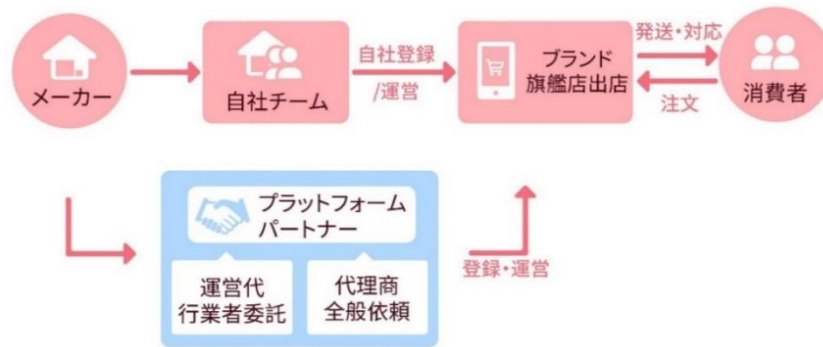 メーカー
自社チーム
自社登録
/運営
ブランド
旗艦店出店
発送・対応
注文
消費者
プラットフォーム
パートナー
運営代
行業者委託
代理商
全般依頼
登録・運営